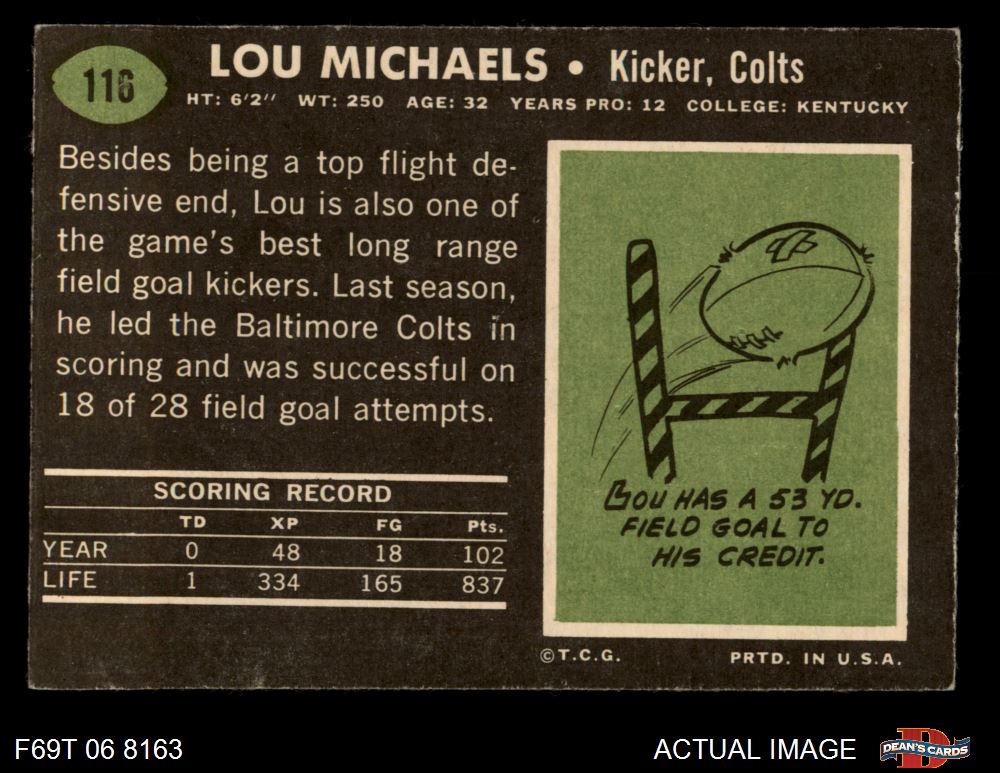 116
LOU MICHAELS • Kicker, Colts
HT: 6'2'' WT: 250 AGE: 32 YEARS PRO: 12 COLLEGE: KENTUCKY
Besides being a top flight de-
fensive end, Lou is also one of
the game's best long range
field goal kickers. Last season,
he led the Baltimore Colts in
scoring and was successful on
18 of 28 field goal attempts.
SCORING RECORD
TD XP FG Pts.
YEAR 0 48 18 102
LIFE 1 334 165 837
LOU HAS A 53 YD.
FIELD GOAL TO
HIS CREDIT.
© T.C.G. PRTD. IN U.S.A.
F69T 06 8163 ACTUAL IMAGE DEAN'S CARDS